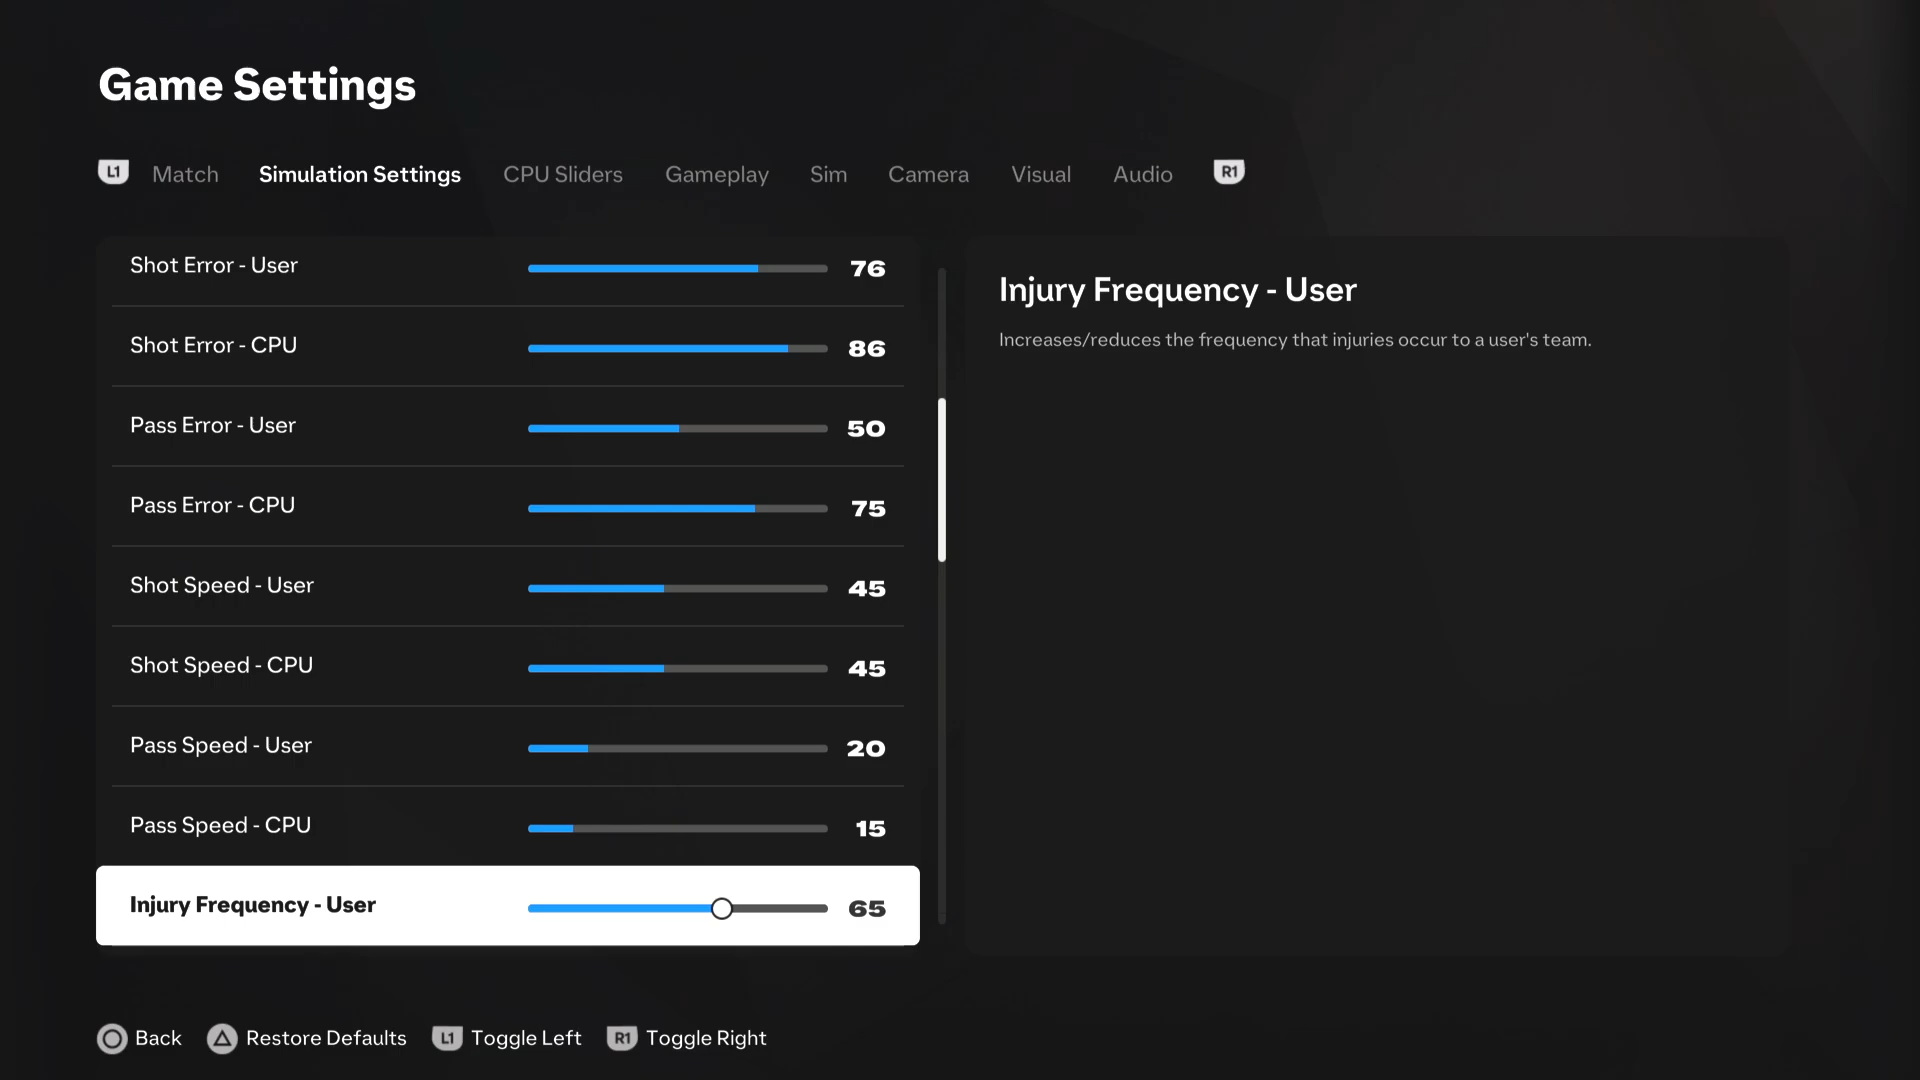 Game Settings
L1 Match Simulation Settings CPU Sliders Gameplay Sim Camera Visual Audio R1
Shot Error - User 76
Shot Error - CPU 86
Pass Error - User 50
Pass Error - CPU 75
Shot Speed - User 45
Shot Speed - CPU 45
Pass Speed - User 20
Pass Speed - CPU 15
Injury Frequency - User 65
Injury Frequency - User
Increases/reduces the frequency that injuries occur to a user's team.
Back Restore Defaults L1 Toggle Left R1 Toggle Right